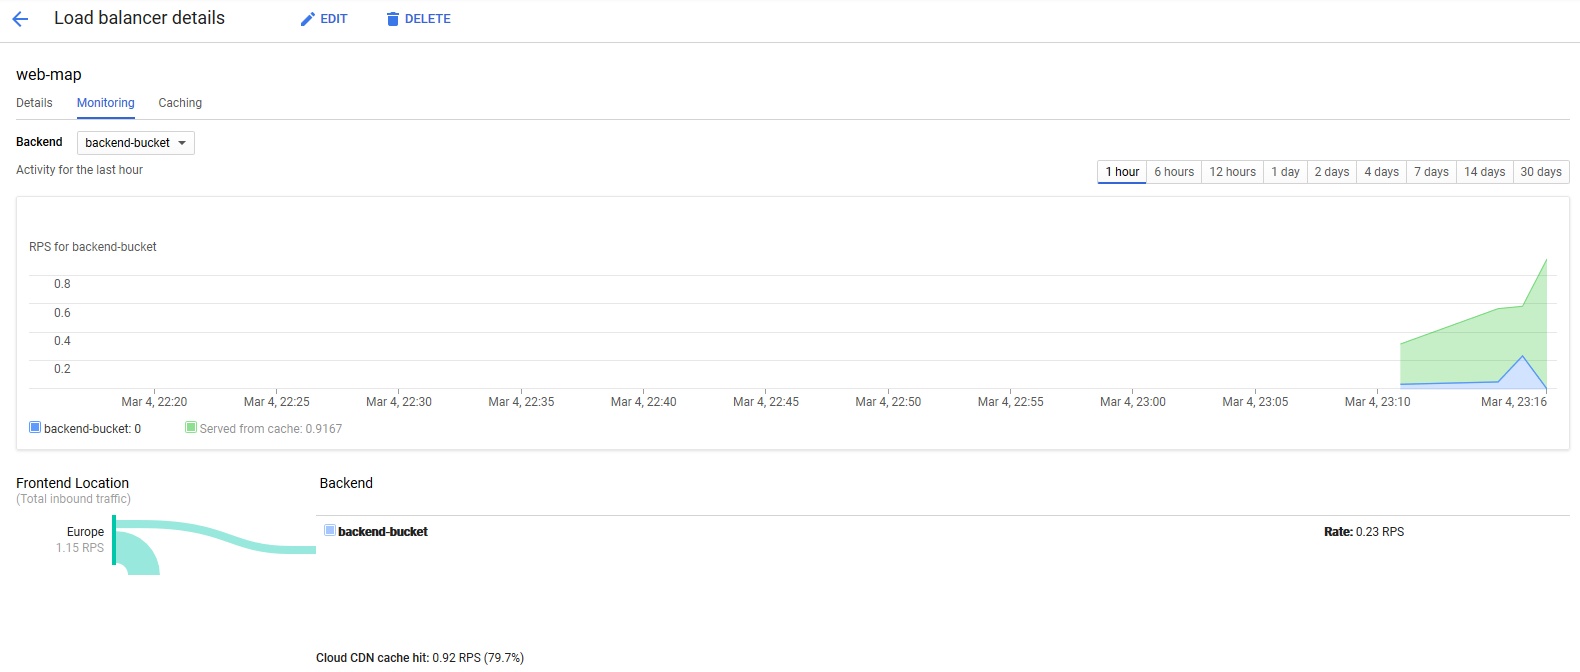 Load balancer details EDIT DELETE
web-map
Details Monitoring Caching
Backend backend-bucket
Activity for the last hour
1 hour 6 hours 12 hours 1 day 2 days 4 days 7 days 14 days 30 days
RPS for backend-bucket
0.8
0.6
0.4
0.2
Mar 4, 22:20 Mar 4, 22:25 Mar 4, 22:30 Mar 4, 22:35 Mar 4, 22:40 Mar 4, 22:45 Mar 4, 22:50 Mar 4, 22:55 Mar 4, 23:00 Mar 4, 23:05 Mar 4, 23:10 Mar 4, 23:16
backend-bucket: 0 Served from cache: 0.9167
Frontend Location Backend
(Total inbound traffic)
Europe backend-bucket Rate: 0.23 RPS
1.15 RPS
Cloud CDN cache hit: 0.92 RPS (79.7%)